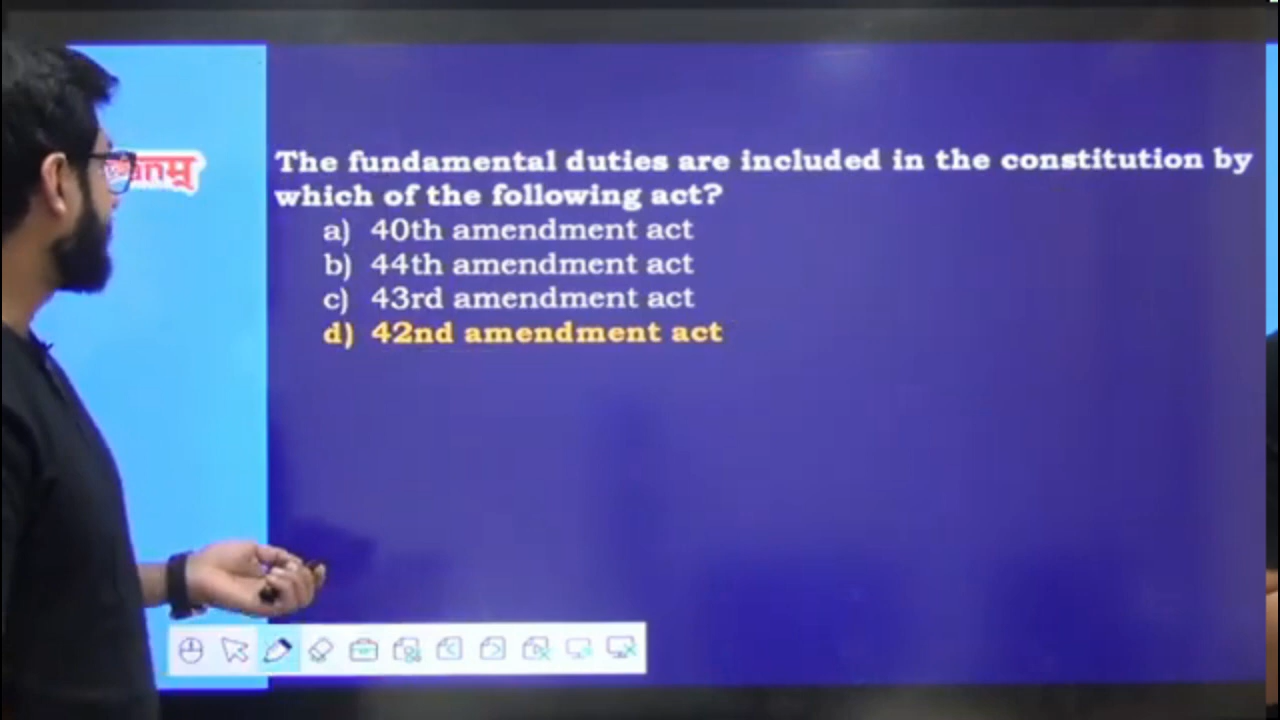 The fundamental duties are included in the constitution by
which of the following act?
a) 40th amendment act
b) 44th amendment act
c) 43rd amendment act
d) 42nd amendment act